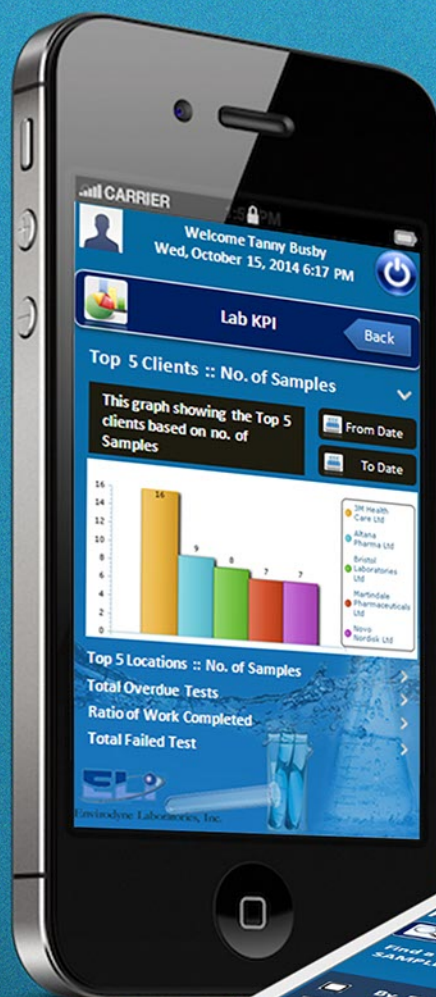 CARRIER
Welcome Tanny Busby
Wed, October 15, 2014 6:17 PM
Lab KPI
Back
Top 5 Clients :: No. of Samples
This graph showing the Top 5
clients based on no. of
Samples
From Date
To Date
16
14
12
10
8
6
4
2
0
16
9
8
7
7
3M Health
Care Ltd
Altana
Pharma Ltd
Bristol
Laboratories
Ltd
Martindale
Pharmaceuticals
Ltd
Novo
Nordisk Ltd
Top 5 Locations :: No. of Samples
Total Overdue Tests
Ratio of Work Completed
Total Failed Test
ELI
Envirodyne Laboratories, Inc.
Find a
SAMPLE